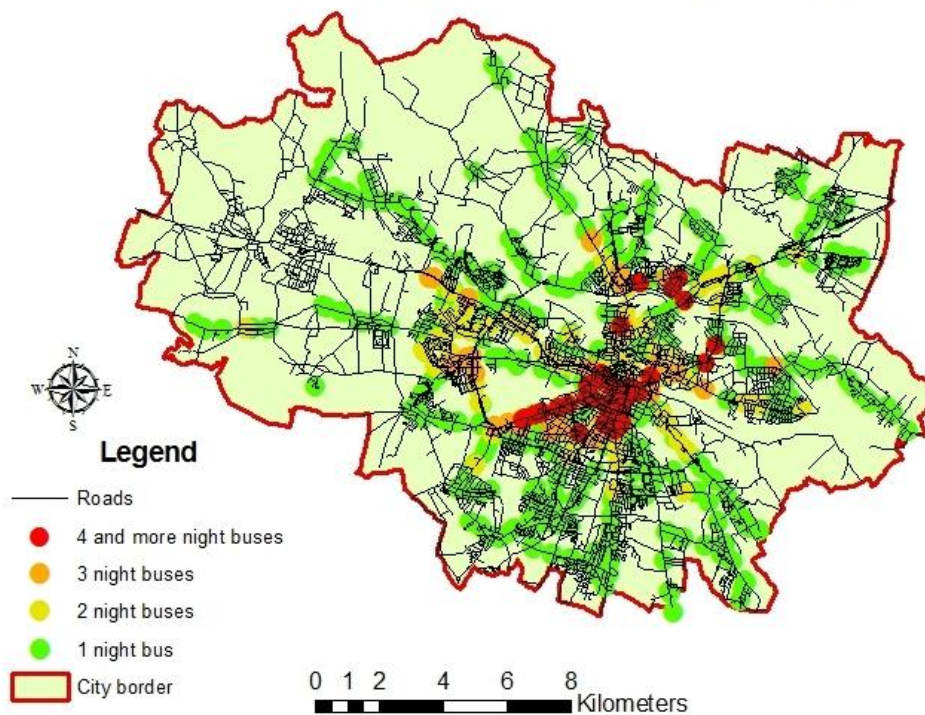 N
W E
S
Legend
Roads
4 and more night buses
3 night buses
2 night buses
1 night bus
City border
0 1 2 4 6 8
Kilometers